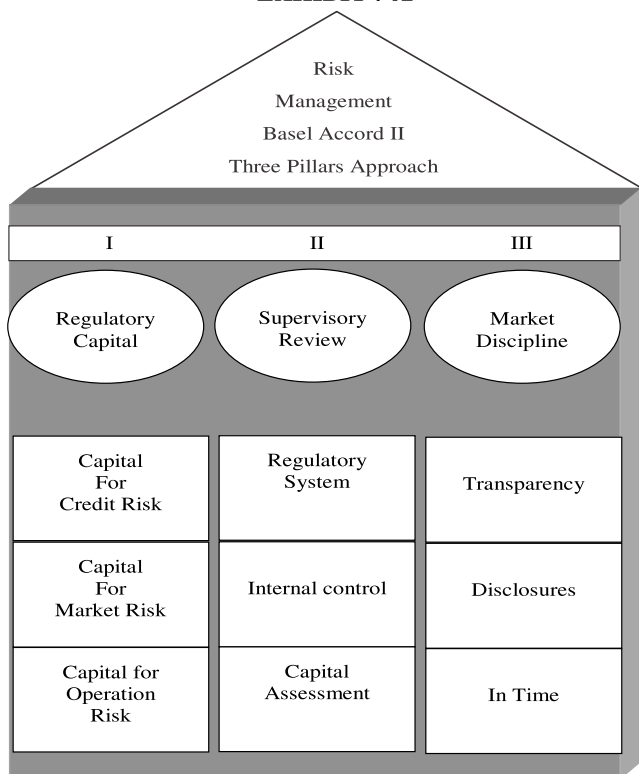 Risk
Management
Basel Accord II
Three Pillars Approach
I II III
Regulatory
Capital
Supervisory
Review
Market
Discipline
Capital
For
Credit Risk
Regulatory
System
Transparency
Capital
For
Market Risk
Internal control
Disclosures
Capital for
Operation
Risk
Capital
Assessment
In Time